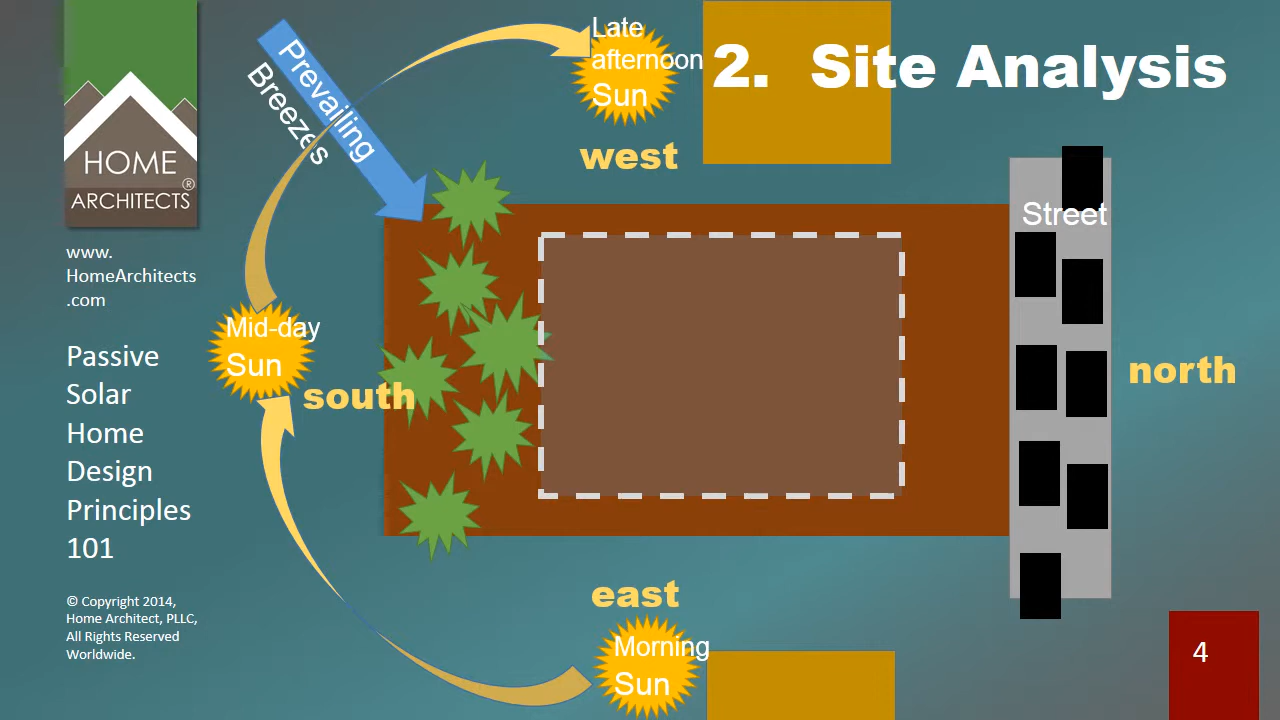 HOME
®
ARCHITECTS
www.
HomeArchitects
.com
Passive
Solar
Home
Design
Principles
101
© Copyright 2014,
Home Architect, PLLC,
All Rights Reserved
Worldwide.
Prevailing
Breezes
Late
afternoon
Sun
2. Site Analysis
west
Street
Mid-day
Sun
south
north
east
Morning
Sun
4